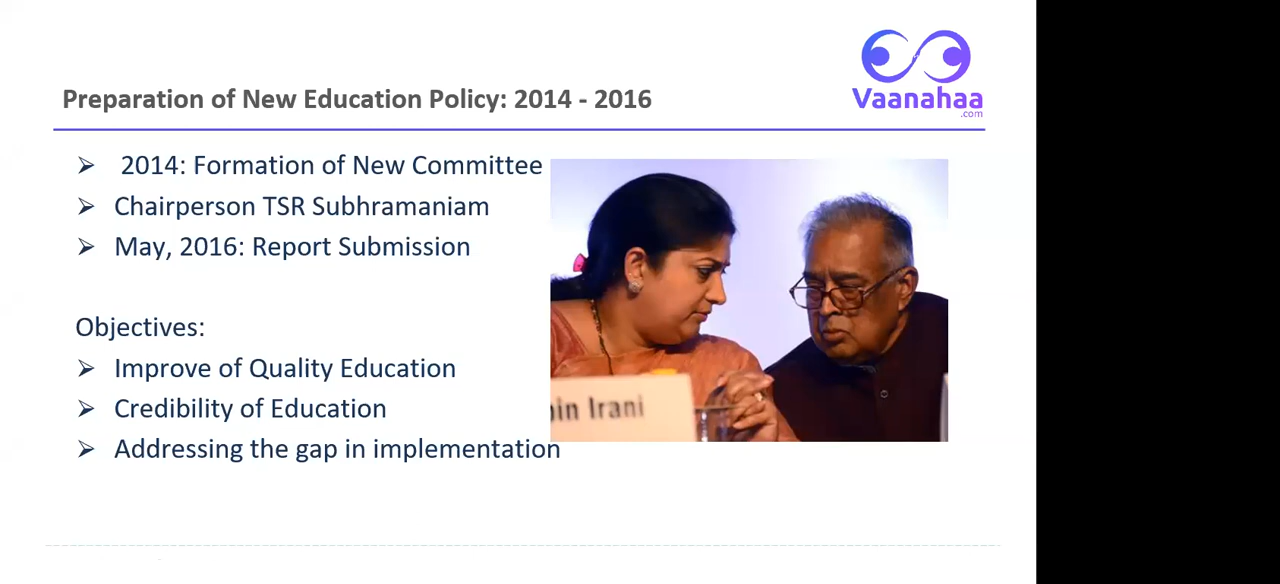 Vaanahaa
.com
Preparation of New Education Policy: 2014 - 2016
➢ 2014: Formation of New Committee
➢ Chairperson TSR Subhramaniam
➢ May, 2016: Report Submission
Objectives:
➢ Improve of Quality Education
➢ Credibility of Education
➢ Addressing the gap in implementation
Irani